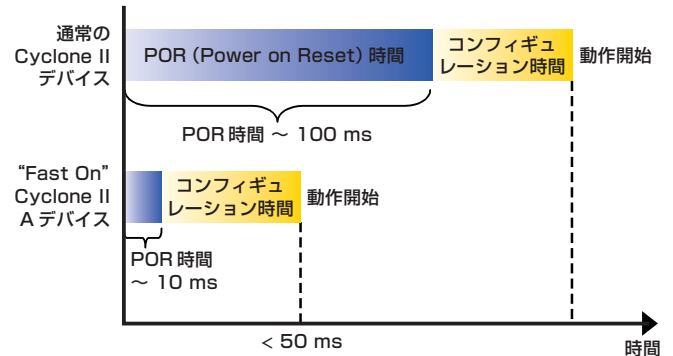 通常の
Cyclone II
デバイス
POR (Power on Reset) 時間
コンフィギュ
レーション時間
動作開始
POR 時間 ～ 100 ms
“Fast On”
Cyclone II
A デバイス
コンフィギュ
レーション時間
動作開始
POR 時間
～ 10 ms
< 50 ms
時間